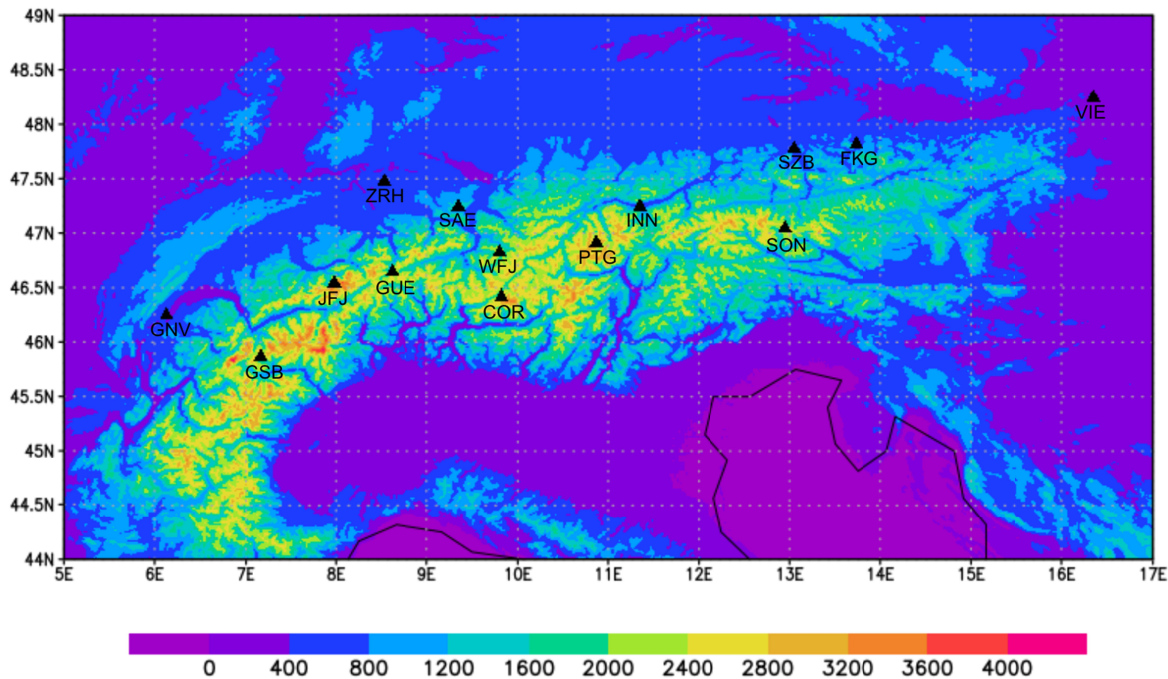 49N
48.5N
48N
VIE
SZB
FKG
47.5N
ZRH
SAE
INN
47N
SON
WFJ
PTG
46.5N
JFJ
GUE
COR
GNV
46N
GSB
45.5N
45N
44.5N
44N
5E 6E 7E 8E 9E 10E 11E 12E 13E 14E 15E 16E 17E
0 400 800 1200 1600 2000 2400 2800 3200 3600 4000